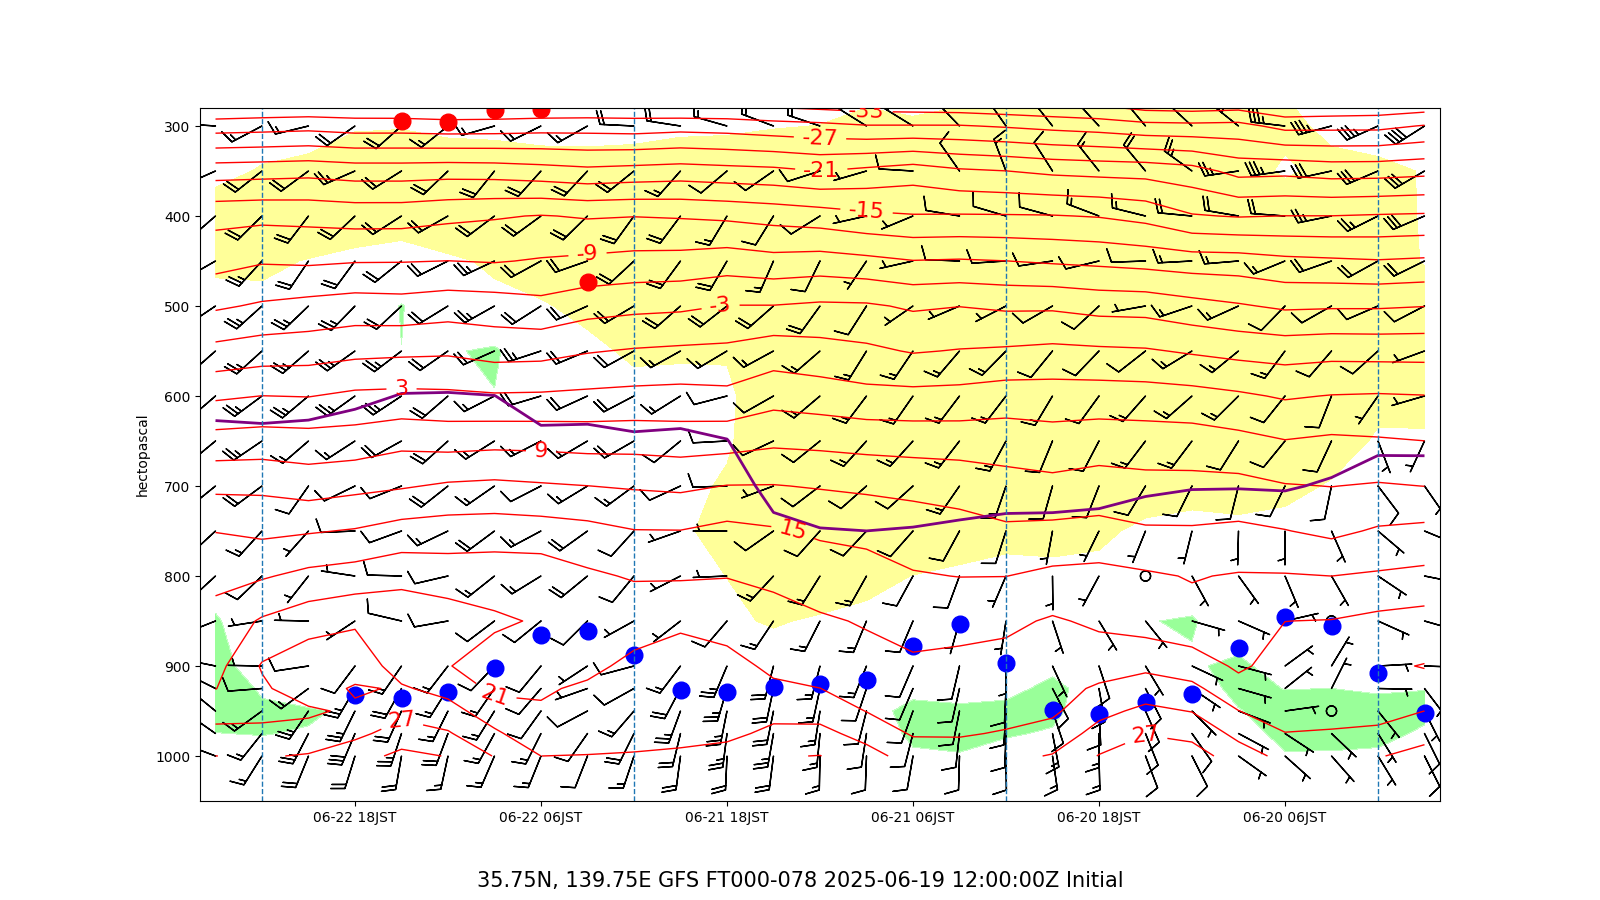 -33
300
-27
-21
400
-15
-9
500
-3
hectopascal
600
3
9
700
15
800
900
21
27
27
1000
06-22 18JST
06-22 06JST
06-21 18JST
06-21 06JST
06-20 18JST
06-20 06JST
35.75N, 139.75E GFS FT000-078 2025-06-19 12:00:00Z Initial